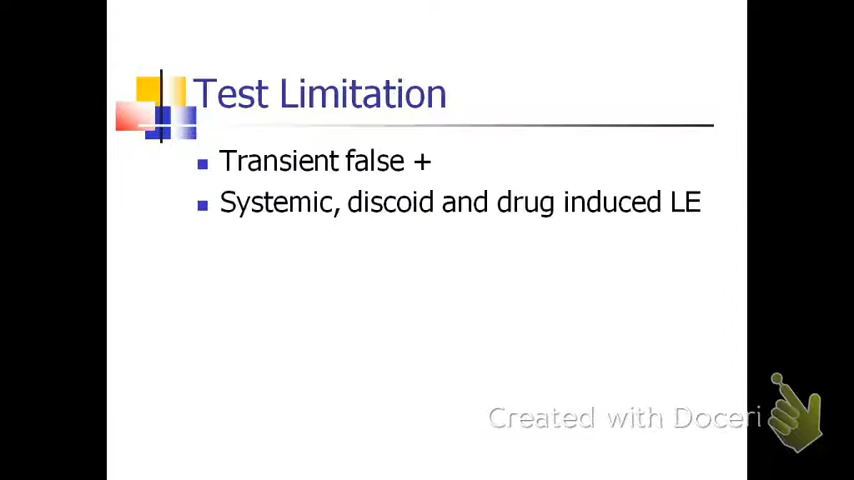 Test Limitation
Transient false +
Systemic, discoid and drug induced LE
Created with Doceri